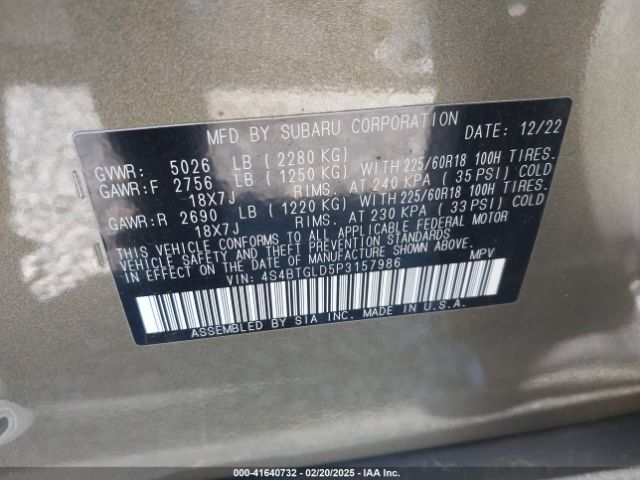 MFD BY SUBARU CORPORATION DATE: 12/22
GVWR: 5026 LB ( 2280 KG)
GAWR:F 2756 LB ( 1250 KG) WITH 225/60R18 100H TIRES.
18X7J RIMS. AT 240 KPA ( 35 PSI) COLD
GAWR:R 2690 LB ( 1220 KG) WITH 225/60R18 100H TIRES.
18X7J RIMS. AT 230 KPA ( 33 PSI) COLD
THIS VEHICLE CONFORMS TO ALL APPLICABLE FEDERAL MOTOR
VEHICLE SAFETY AND THEFT PREVENTION STANDARDS
IN EFFECT ON THE DATE OF MANUFACTURE SHOWN ABOVE.
VIN: 4S4BTGLD5P3157986 MPV
ASSEMBLED BY SIA INC. MADE IN U.S.A.
000-41640732 - 02/20/2025 - IAA Inc.